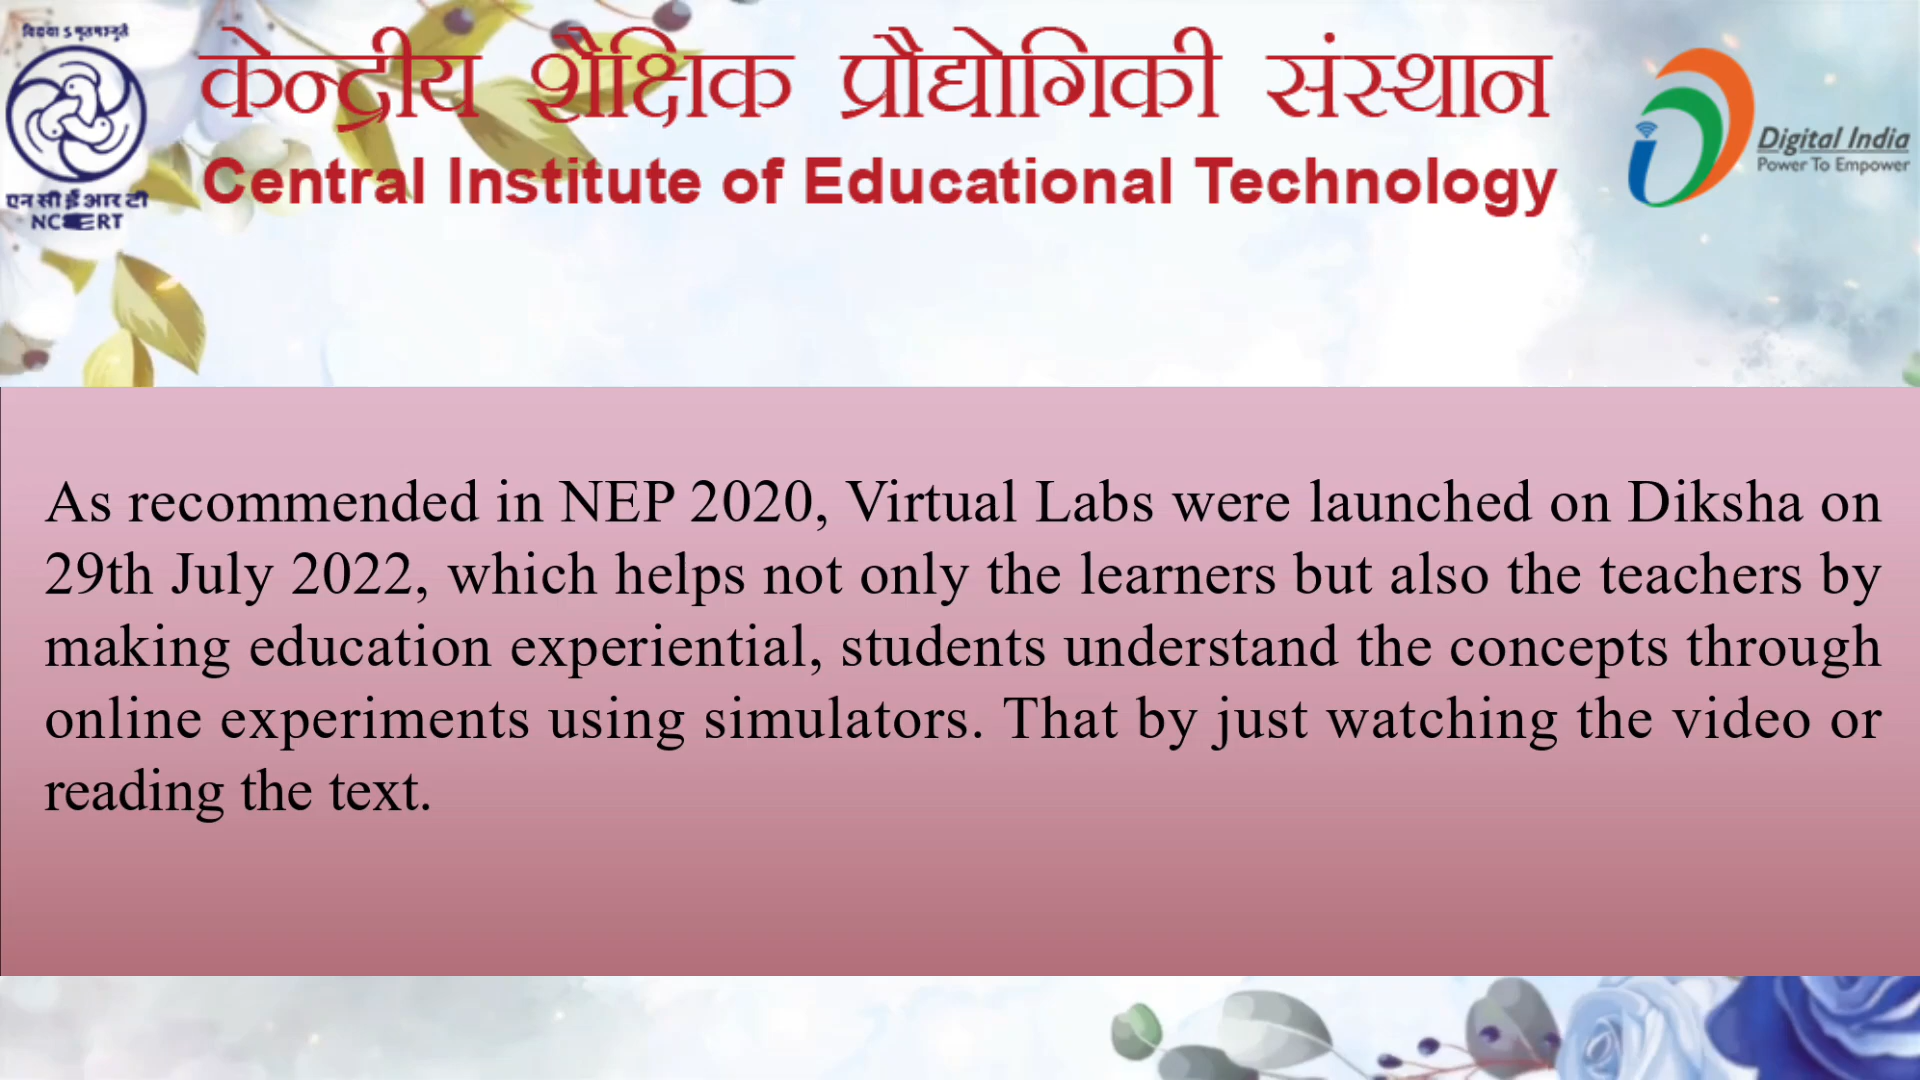 विद्यया ऽ मृतमश्नुते
एन सी ई आर टी
NCERT
केन्द्रीय शैक्षिक प्रौद्योगिकी संस्थान
Central Institute of Educational Technology
Digital India
Power To Empower
As recommended in NEP 2020, Virtual Labs were launched on Diksha on
29th July 2022, which helps not only the learners but also the teachers by
making education experiential, students understand the concepts through
online experiments using simulators. That by just watching the video or
reading the text.